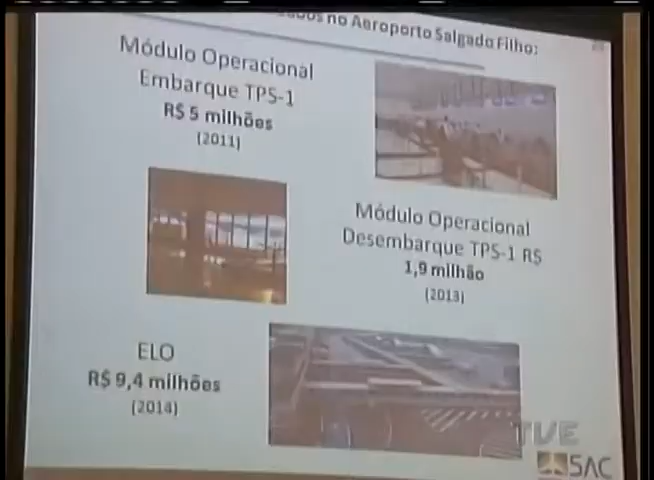 no Aeroporto Salgado Filho:
Módulo Operacional
Embarque TPS-1
R$ 5 milhões
(2011)
Módulo Operacional
Desembarque TPS-1 R$
1,9 milhão
(2013)
ELO
R$ 9,4 milhões
(2014)
TVE
SAC